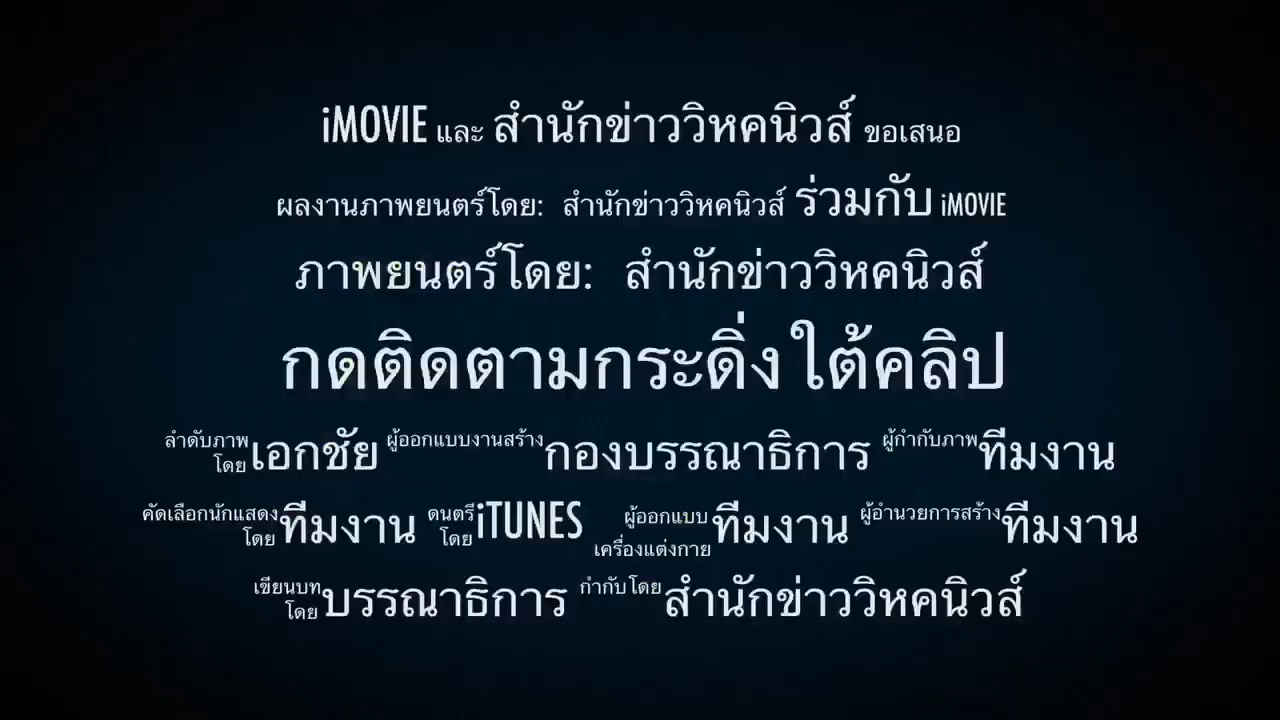 iMOVIE และ สำนักข่าววิหคนิวส์ ขอเสนอ
ผลงานภาพยนตร์โดย: สำนักข่าววิหคนิวส์ ร่วมกับ iMOVIE
ภาพยนตร์โดย: สำนักข่าววิหคนิวส์
กดติดตามกระดิ่ง ใต้คลิป
ลำดับภาพโดย เอกชัย ผู้ออกแบบงานสร้าง กองบรรณาธิการ ผู้กำกับภาพ ทีมงาน
คัดเลือกนักแสดงโดย ทีมงาน ดนตรีโดย iTUNES ผู้ออกแบบเครื่องแต่งกาย ทีมงาน ผู้อำนวยการสร้าง ทีมงาน
เขียนบทโดย บรรณาธิการ กำกับโดย สำนักข่าววิหคนิวส์